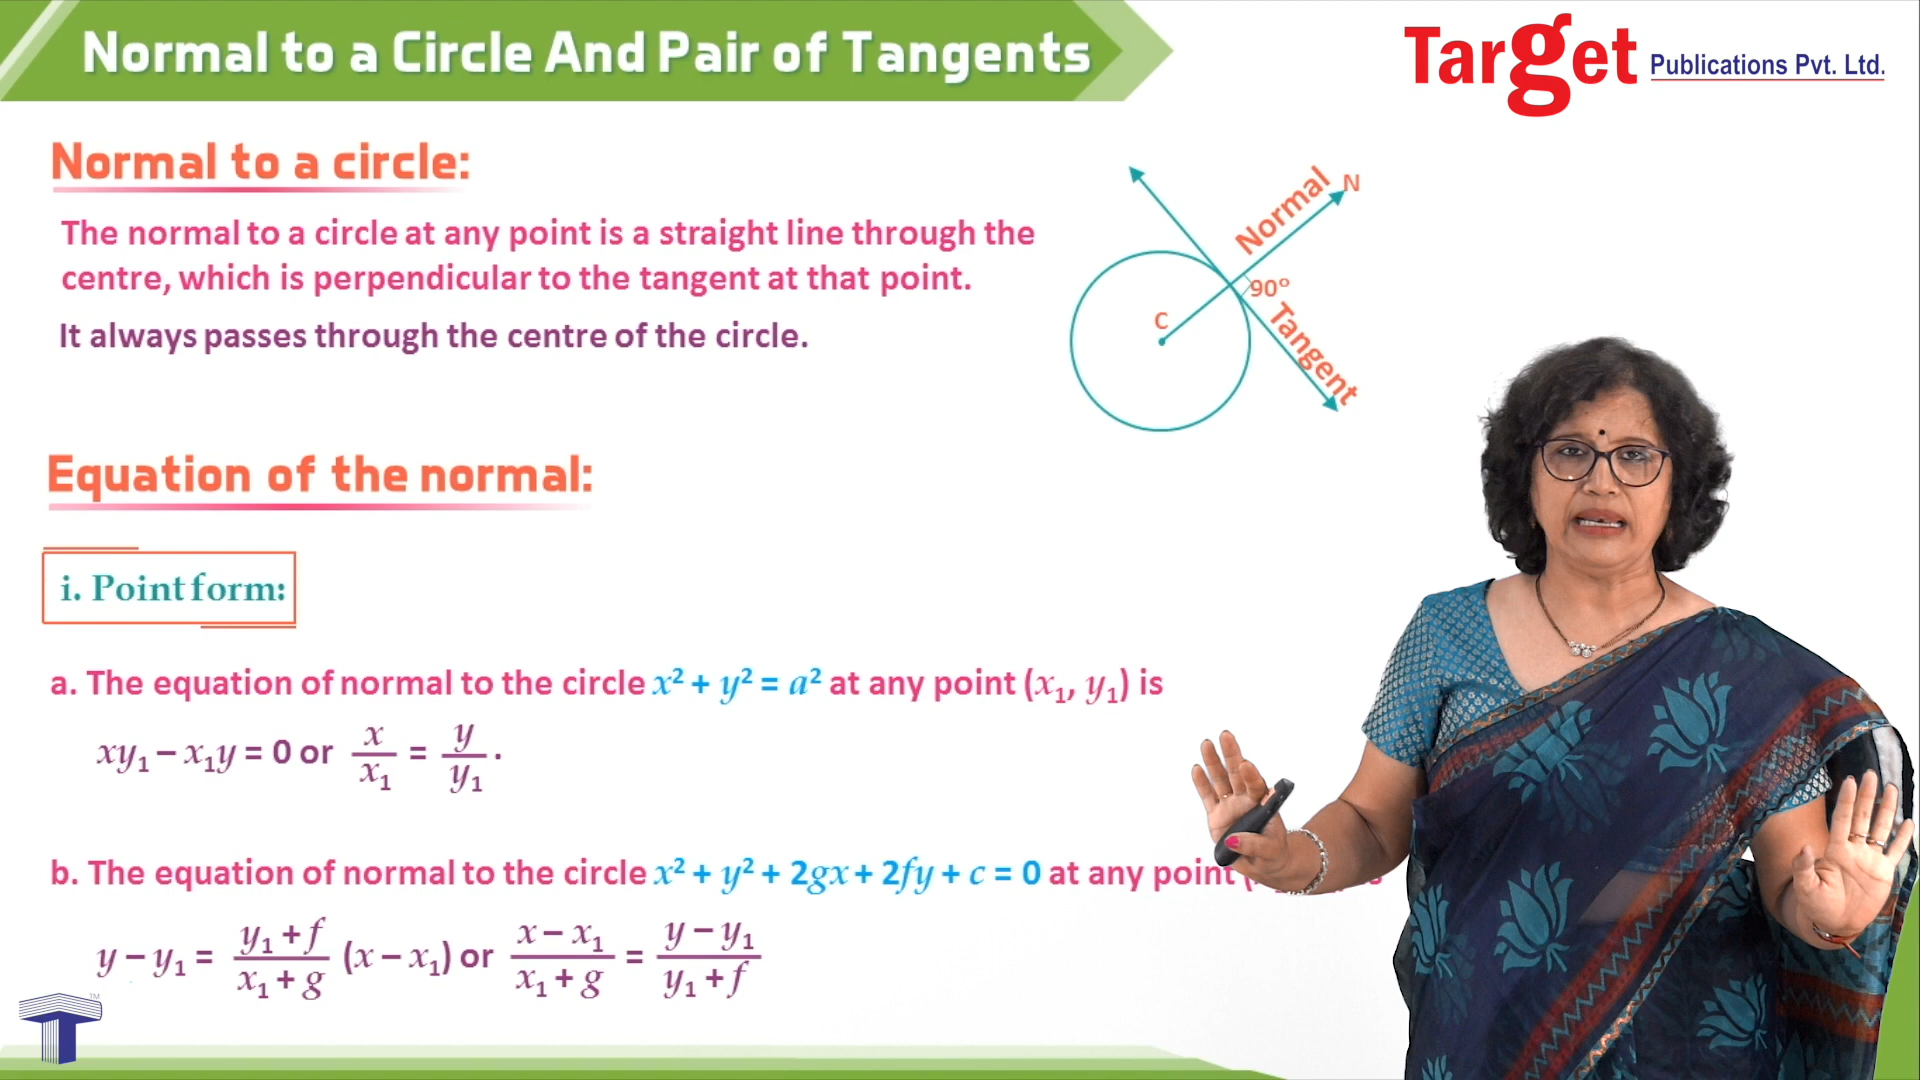 Normal to a Circle And Pair of Tangents
Target Publications Pvt. Ltd.
Normal to a circle:
The normal to a circle at any point is a straight line through the
centre, which is perpendicular to the tangent at that point.
It always passes through the centre of the circle.
Normal
N
90°
C
Tangent
Equation of the normal:
i. Point form:
a. The equation of normal to the circle x² + y² = a² at any point (x₁, y₁) is
xy₁ – x₁y = 0 or x/x₁ = y/y₁ .
b. The equation of normal to the circle x² + y² + 2gx + 2fy + c = 0 at any point
y – y₁ = (y₁ + f)/(x₁ + g) (x – x₁) or (x – x₁)/(x₁ + g) = (y – y₁)/(y₁ + f)
T
TM